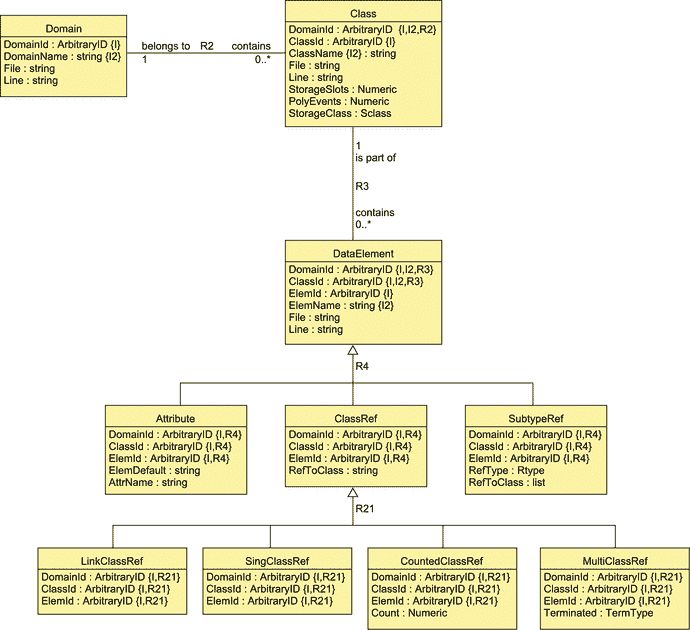 Domain
DomainId : ArbitraryID {I}
DomainName : string {I2}
File : string
Line : string
belongs to R2 contains
1 0..*
Class
DomainId : ArbitraryID {I,I2,R2}
ClassId : ArbitraryID {I}
ClassName {I2} : string
File : string
Line : string
StorageSlots : Numeric
PolyEvents : Numeric
StorageClass : Sclass
1
is part of
R3
contains
0..*
DataElement
DomainId : ArbitraryID {I,I2,R3}
ClassId : ArbitraryID {I,I2,R3}
ElemId : ArbitraryID {I}
ElemName : string {I2}
File : string
Line : string
R4
Attribute
DomainId : ArbitraryID {I,R4}
ClassId : ArbitraryID {I,R4}
ElemId : ArbitraryID {I,R4}
ElemDefault : string
AttrName : string
ClassRef
DomainId : ArbitraryID {I,R4}
ClassId : ArbitraryID {I,R4}
ElemId : ArbitraryID {I,R4}
RefToClass : string
SubtypeRef
DomainId : ArbitraryID {I,R4}
ClassId : ArbitraryID {I,R4}
ElemId : ArbitraryID {I,R4}
RefType : Rtype
RefToClass : list
R21
LinkClassRef
DomainId : ArbitraryID {I,R21}
ClassId : ArbitraryID {I,R21}
ElemId : ArbitraryID {I,R21}
SingClassRef
DomainId : ArbitraryID {I,R21}
ClassId : ArbitraryID {I,R21}
ElemId : ArbitraryID {I,R21}
CountedClassRef
DomainId : ArbitraryID {I,R21}
ClassId : ArbitraryID {I,R21}
ElemId : ArbitraryID {I,R21}
Count : Numeric
MultiClassRef
DomainId : ArbitraryID {I,R21}
ClassId : ArbitraryID {I,R21}
ElemId : ArbitraryID {I,R21}
Terminated : TermType